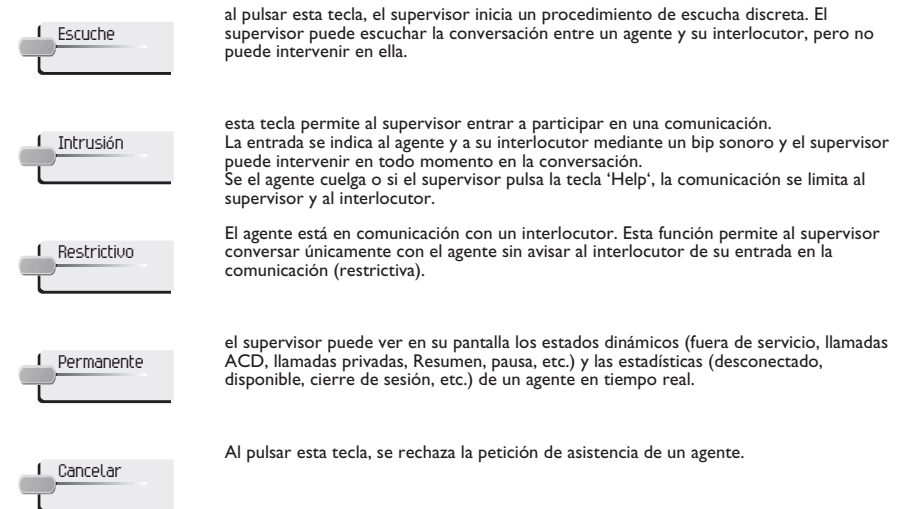 Escuche
al pulsar esta tecla, el supervisor inicia un procedimiento de escucha discreta. El
supervisor puede escuchar la conversación entre un agente y su interlocutor, pero no
puede intervenir en ella.
Intrusión
esta tecla permite al supervisor entrar a participar en una comunicación.
La entrada se indica al agente y a su interlocutor mediante un bip sonoro y el supervisor
puede intervenir en todo momento en la conversación.
Se el agente cuelga o si el supervisor pulsa la tecla ‘Help‘, la comunicación se limita al
supervisor y al interlocutor.
Restrictivo
El agente está en comunicación con un interlocutor. Esta función permite al supervisor
conversar únicamente con el agente sin avisar al interlocutor de su entrada en la
comunicación (restrictiva).
Permanente
el supervisor puede ver en su pantalla los estados dinámicos (fuera de servicio, llamadas
ACD, llamadas privadas, Resumen, pausa, etc.) y las estadísticas (desconectado,
disponible, cierre de sesión, etc.) de un agente en tiempo real.
Cancelar
Al pulsar esta tecla, se rechaza la petición de asistencia de un agente.